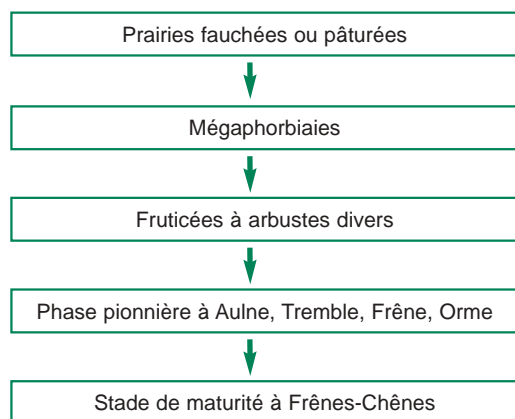 Prairies fauchées ou pâturées
Mégaphorbiaies
Fruticées à arbustes divers
Phase pionnière à Aulne, Tremble, Frêne, Orme
Stade de maturité à Frênes-Chênes